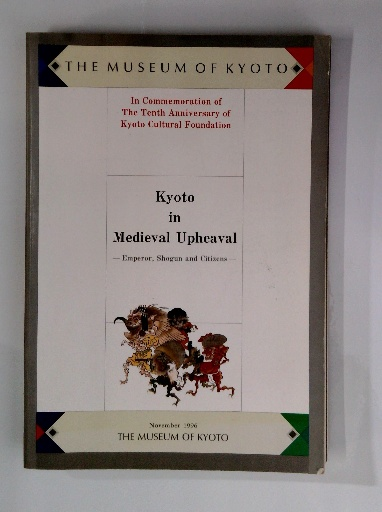 THE MUSEUM OF KYOTO
In Commemoration of
The Tenth Anniversary of
Kyoto Cultural Foundation
Kyoto
in
Medieval Upheaval
— Emperor, Shogun and Citizens —
November 1996
THE MUSEUM OF KYOTO